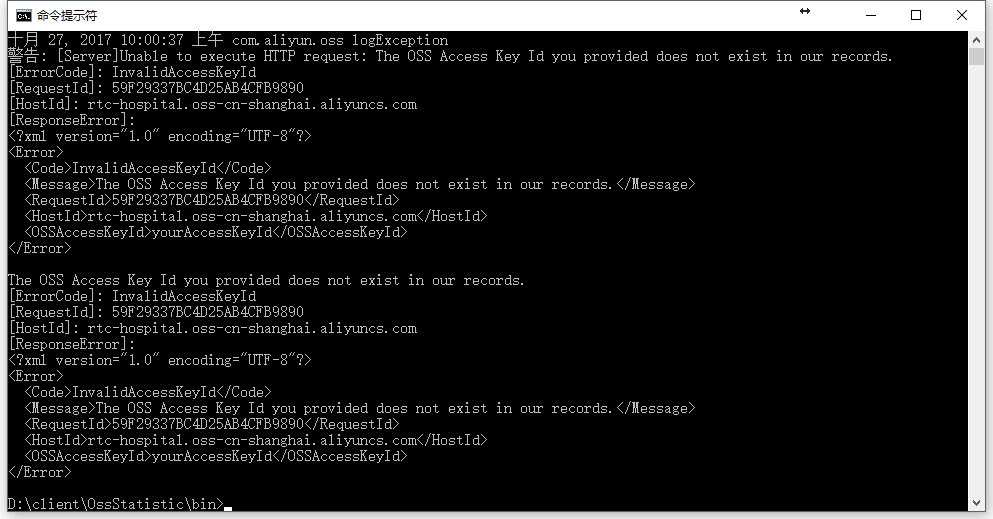 命令提示符
十月 27, 2017 10:00:37 上午 com.aliyun.oss logException
警告: [Server]Unable to execute HTTP request: The OSS Access Key Id you provided does not exist in our records.
[ErrorCode]: InvalidAccessKeyId
[RequestId]: 59F29337BC4D25AB4CFB9890
[HostId]: rtc-hospital.oss-cn-shanghai.aliyuncs.com
[ResponseError]:
<?xml version="1.0" encoding="UTF-8"?>
<Error>
  <Code>InvalidAccessKeyId</Code>
  <Message>The OSS Access Key Id you provided does not exist in our records.</Message>
  <RequestId>59F29337BC4D25AB4CFB9890</RequestId>
  <HostId>rtc-hospital.oss-cn-shanghai.aliyuncs.com</HostId>
  <OSSAccessKeyId>yourAccessKeyId</OSSAccessKeyId>
</Error>
The OSS Access Key Id you provided does not exist in our records.
[ErrorCode]: InvalidAccessKeyId
[RequestId]: 59F29337BC4D25AB4CFB9890
[HostId]: rtc-hospital.oss-cn-shanghai.aliyuncs.com
[ResponseError]:
<?xml version="1.0" encoding="UTF-8"?>
<Error>
  <Code>InvalidAccessKeyId</Code>
  <Message>The OSS Access Key Id you provided does not exist in our records.</Message>
  <RequestId>59F29337BC4D25AB4CFB9890</RequestId>
  <HostId>rtc-hospital.oss-cn-shanghai.aliyuncs.com</HostId>
  <OSSAccessKeyId>yourAccessKeyId</OSSAccessKeyId>
</Error>
D:\client\OssStatistic\bin>